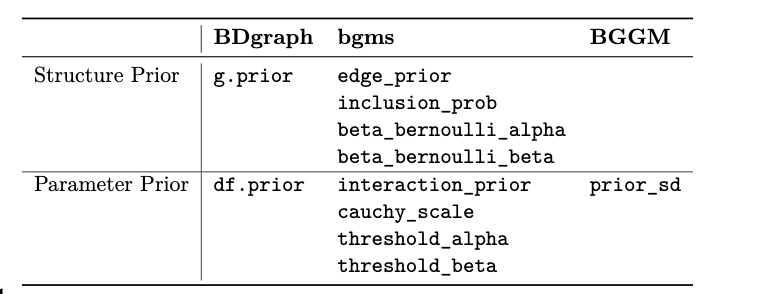 BDgraph bgms BGGM
Structure Prior g.prior edge_prior
inclusion_prob
beta_bernoulli_alpha
beta_bernoulli_beta
Parameter Prior df.prior interaction_prior prior_sd
cauchy_scale
threshold_alpha
threshold_beta